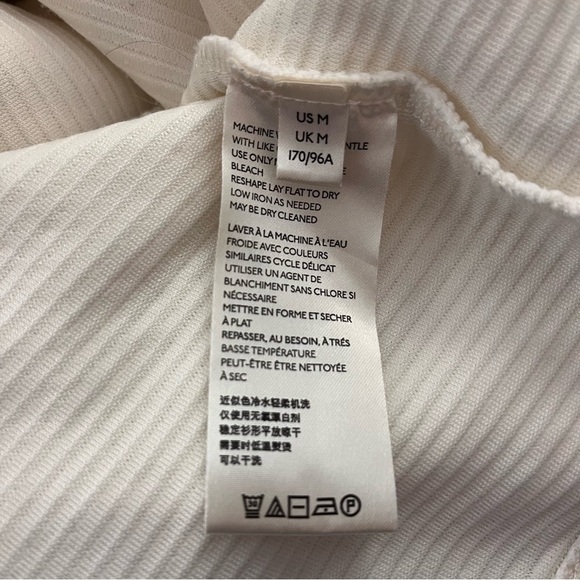 US M
UK M
170/96A
MACHINE
WITH LIKE
USE ONLY
BLEACH
RESHAPE LAY FLAT TO DRY
LOW IRON AS NEEDED
MAY BE DRY CLEANED
LAVER À LA MACHINE À L'EAU
FROIDE AVEC COULEURS
SIMILAIRES CYCLE DÉLICAT
UTILISER UN AGENT DE
BLANCHIMENT SANS CHLORE SI
NÉCESSAIRE
METTRE EN FORME ET SECHER
À PLAT
REPASSER, AU BESOIN, À TRÉS
BASSE TEMPÉRATURE
PEUT-ÊTRE ÊTRE NETTOYÉE
À SEC
近似色冷水轻柔机洗
仅使用无氯漂白剂
稳定衫形平放晾干
需要时低温熨烫
可以干洗
30 P